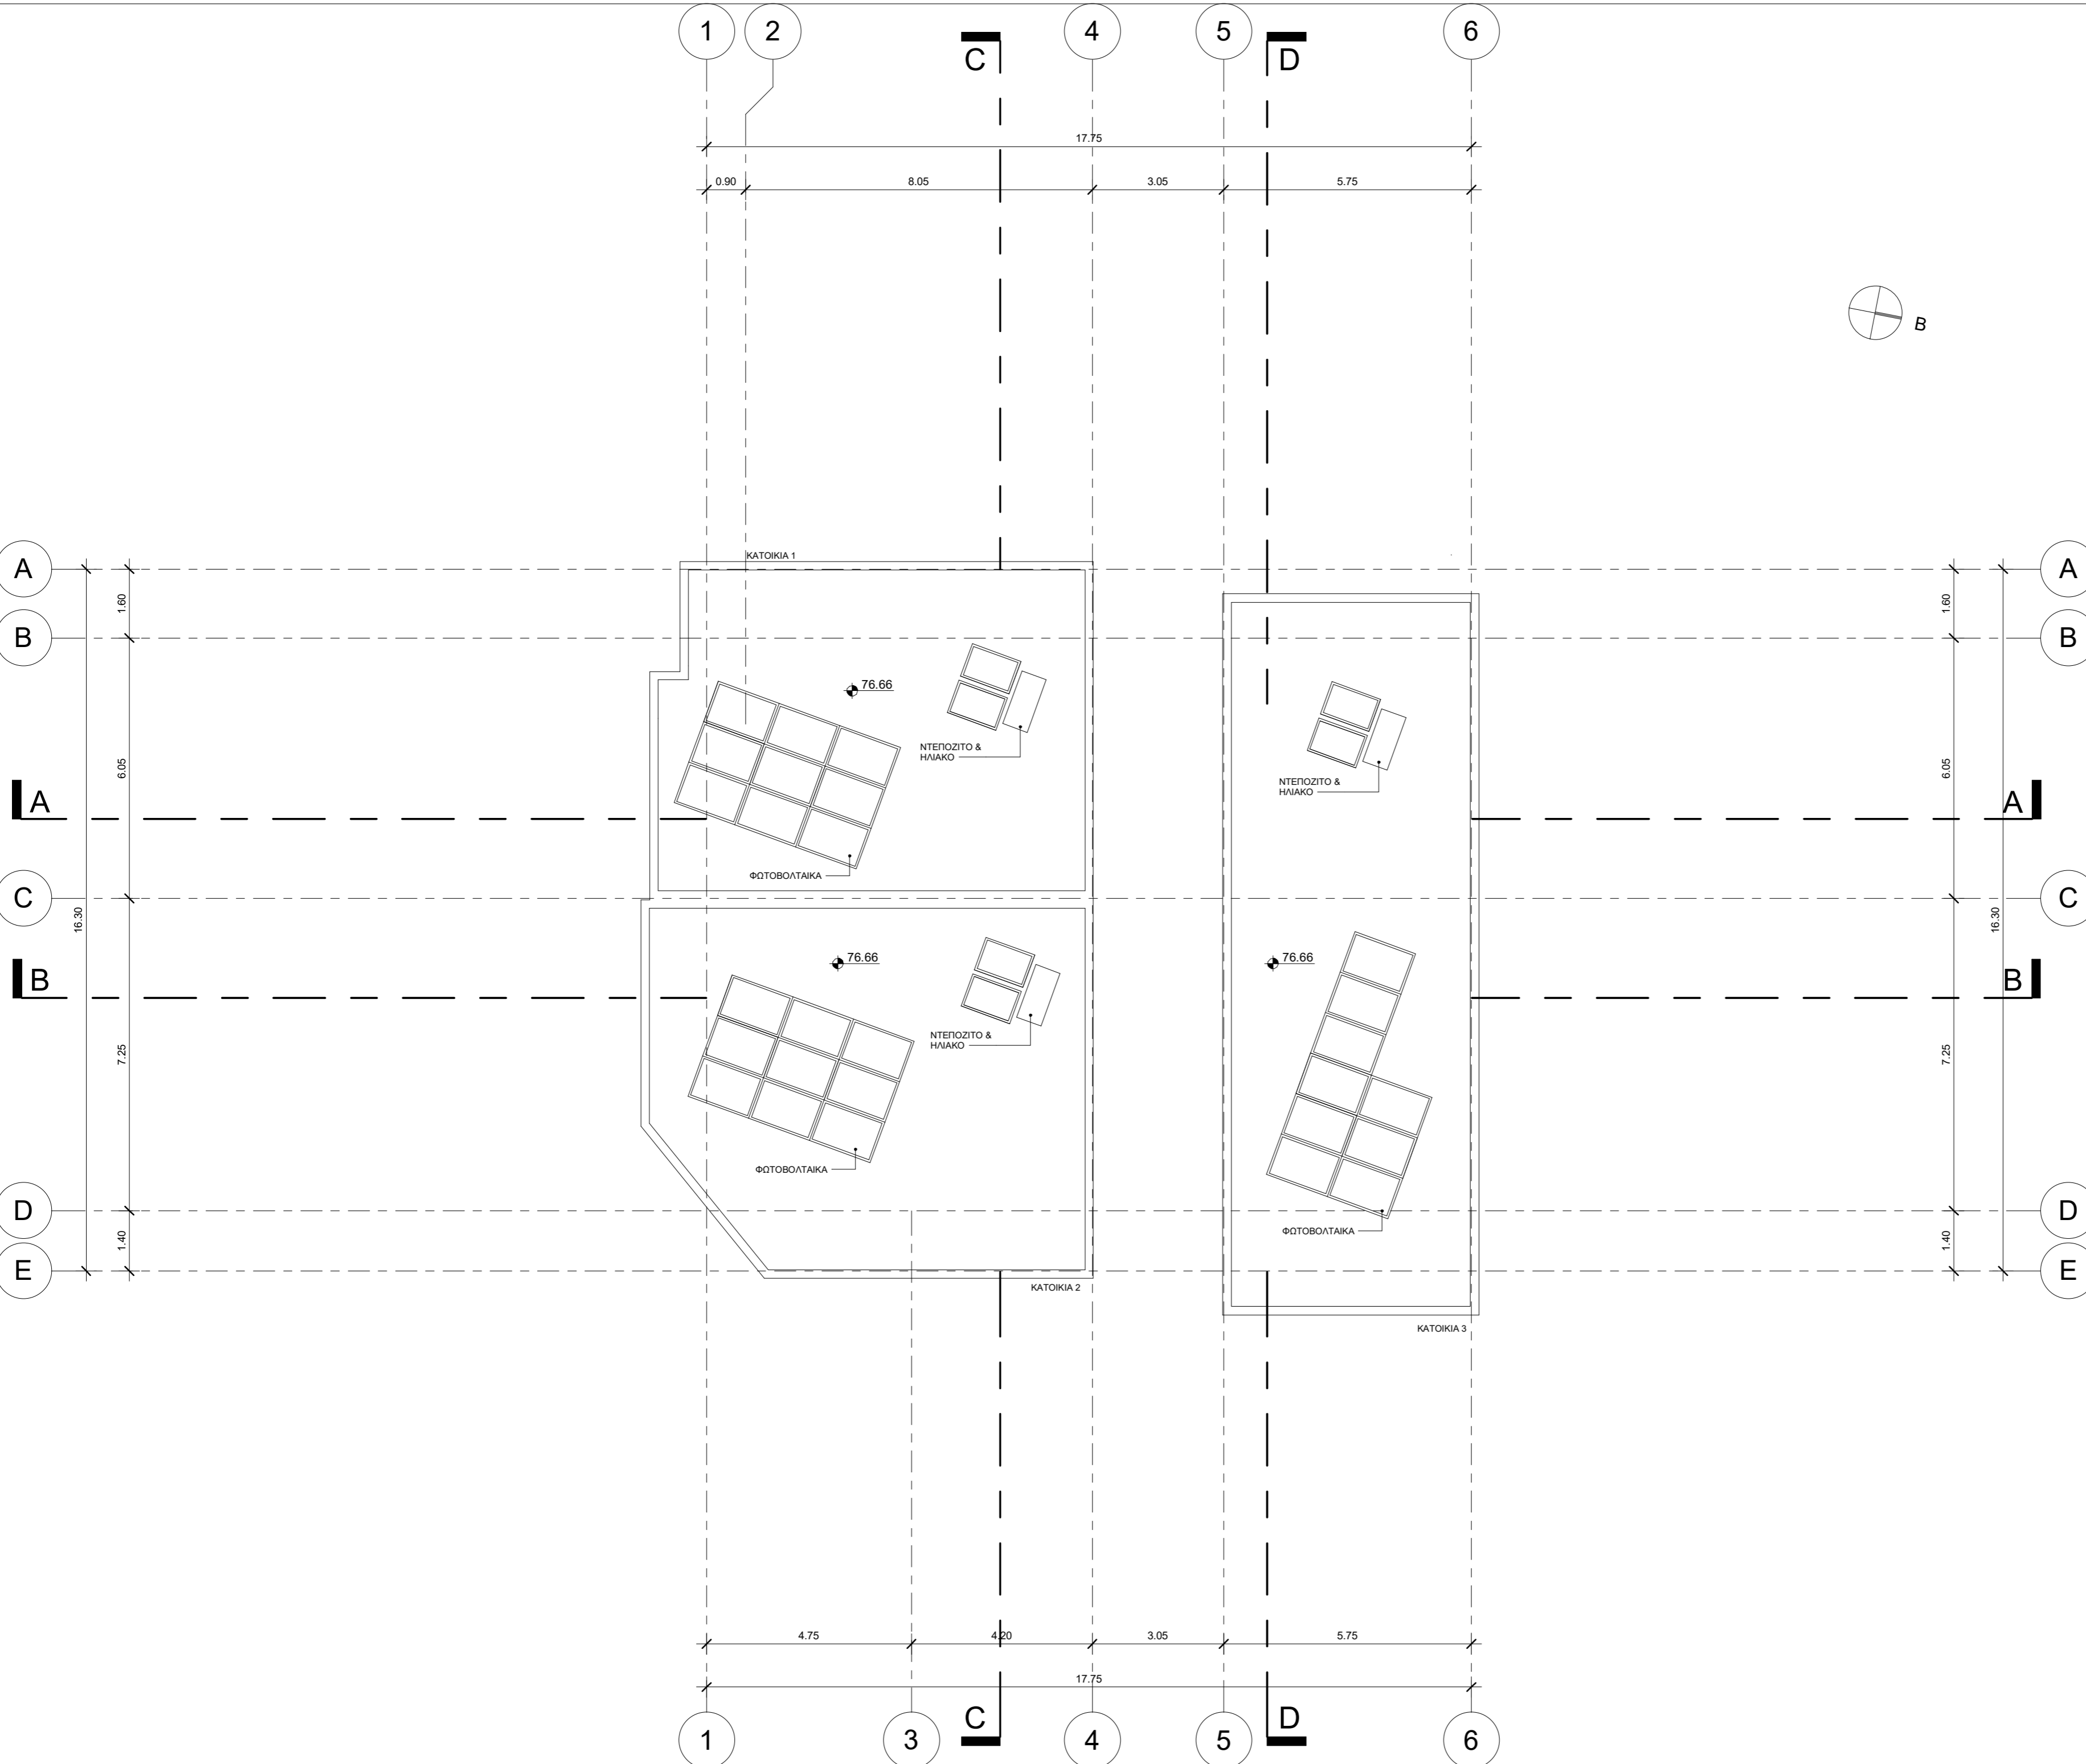 1
2
4
5
6
C
D
17.75
0.90
8.05
3.05
5.75
B
ΚΑΤΟΙΚΙΑ 1
A
A
1.60
1.60
B
B
76.66
ΝΤΕΠΟΖΙΤΟ &
ΗΛΙΑΚΟ
ΝΤΕΠΟΖΙΤΟ &
ΗΛΙΑΚΟ
6.05
6.05
A
A
ΦΩΤΟΒΟΛΤΑΙΚΑ
C
C
16.30
16.30
76.66
76.66
B
B
ΝΤΕΠΟΖΙΤΟ &
ΗΛΙΑΚΟ
7.25
7.25
ΦΩΤΟΒΟΛΤΑΙΚΑ
D
D
ΦΩΤΟΒΟΛΤΑΙΚΑ
1.40
1.40
E
E
ΚΑΤΟΙΚΙΑ 2
ΚΑΤΟΙΚΙΑ 3
4.75
4.20
3.05
5.75
17.75
C
D
1
3
4
5
6